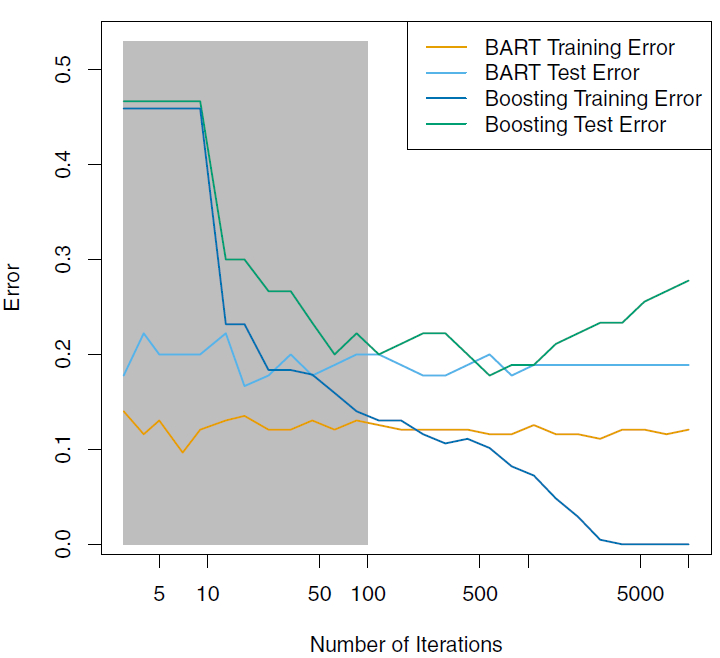 BART Training Error
BART Test Error
Boosting Training Error
Boosting Test Error
Error
0.5
0.4
0.3
0.2
0.1
0.0
5 10 50 100 500 5000
Number of Iterations